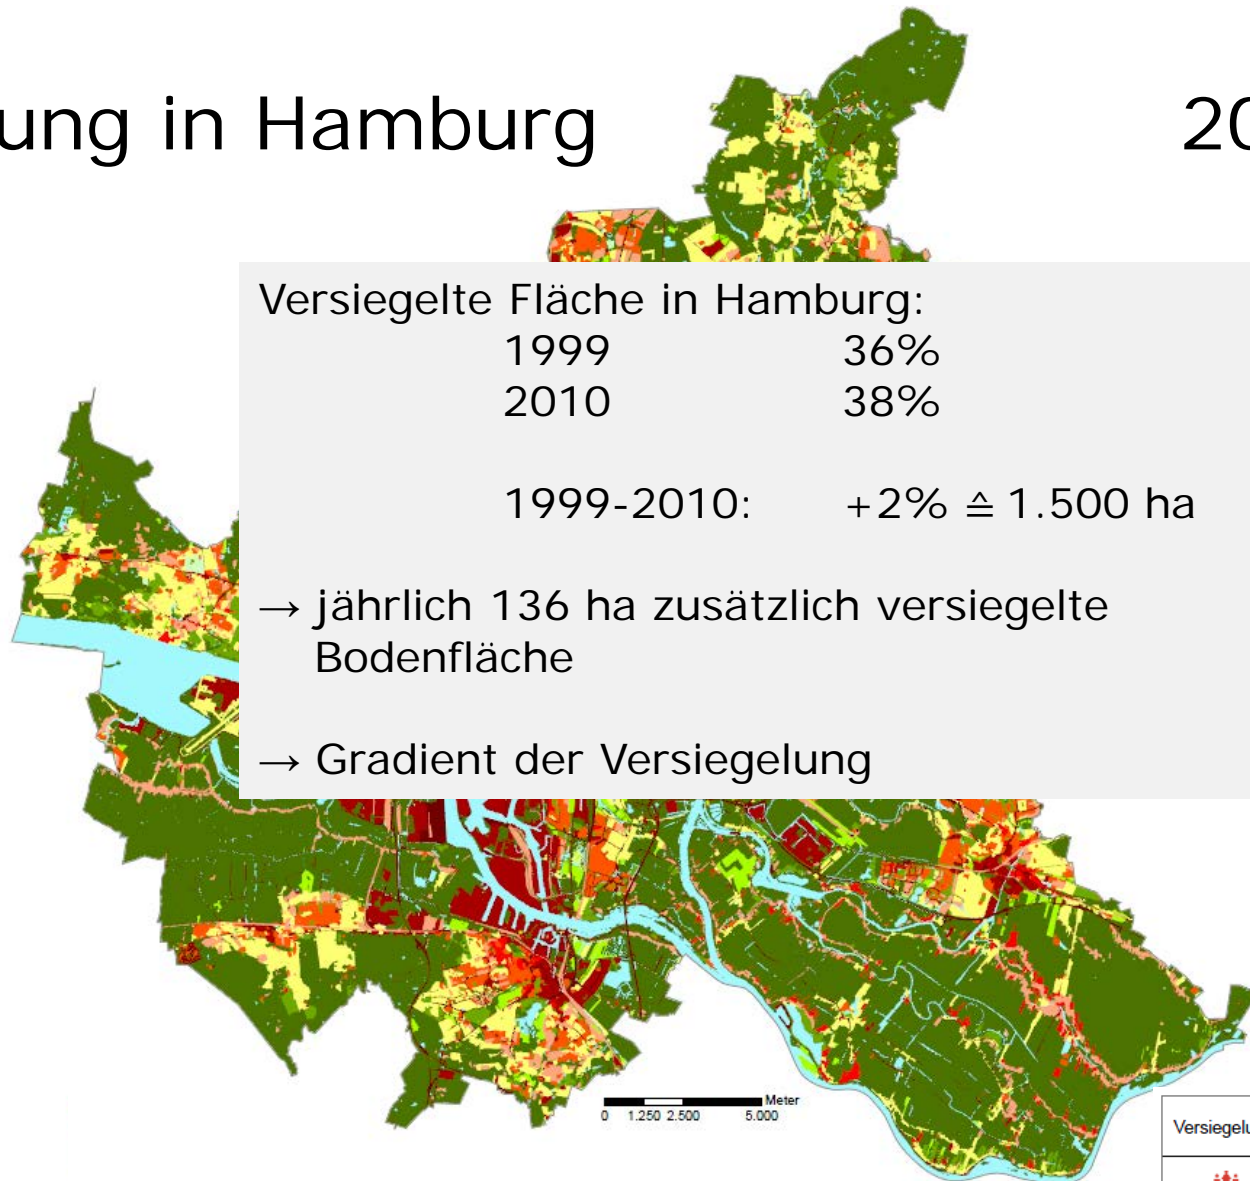 ung in Hamburg 20
Versiegelte Fläche in Hamburg:
1999 36%
2010 38%
1999-2010: +2% ≙ 1.500 ha
→ jährlich 136 ha zusätzlich versiegelte
Bodenfläche
→ Gradient der Versiegelung
Meter
0 1.250 2.500 5.000
Versiegelu